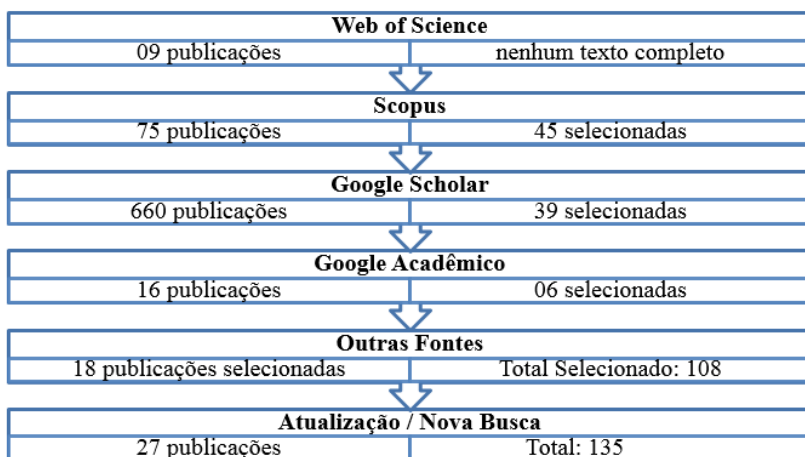 Web of Science
09 publicações nenhum texto completo
Scopus
75 publicações 45 selecionadas
Google Scholar
660 publicações 39 selecionadas
Google Acadêmico
16 publicações 06 selecionadas
Outras Fontes
18 publicações selecionadas Total Selecionado: 108
Atualização / Nova Busca
27 publicações Total: 135